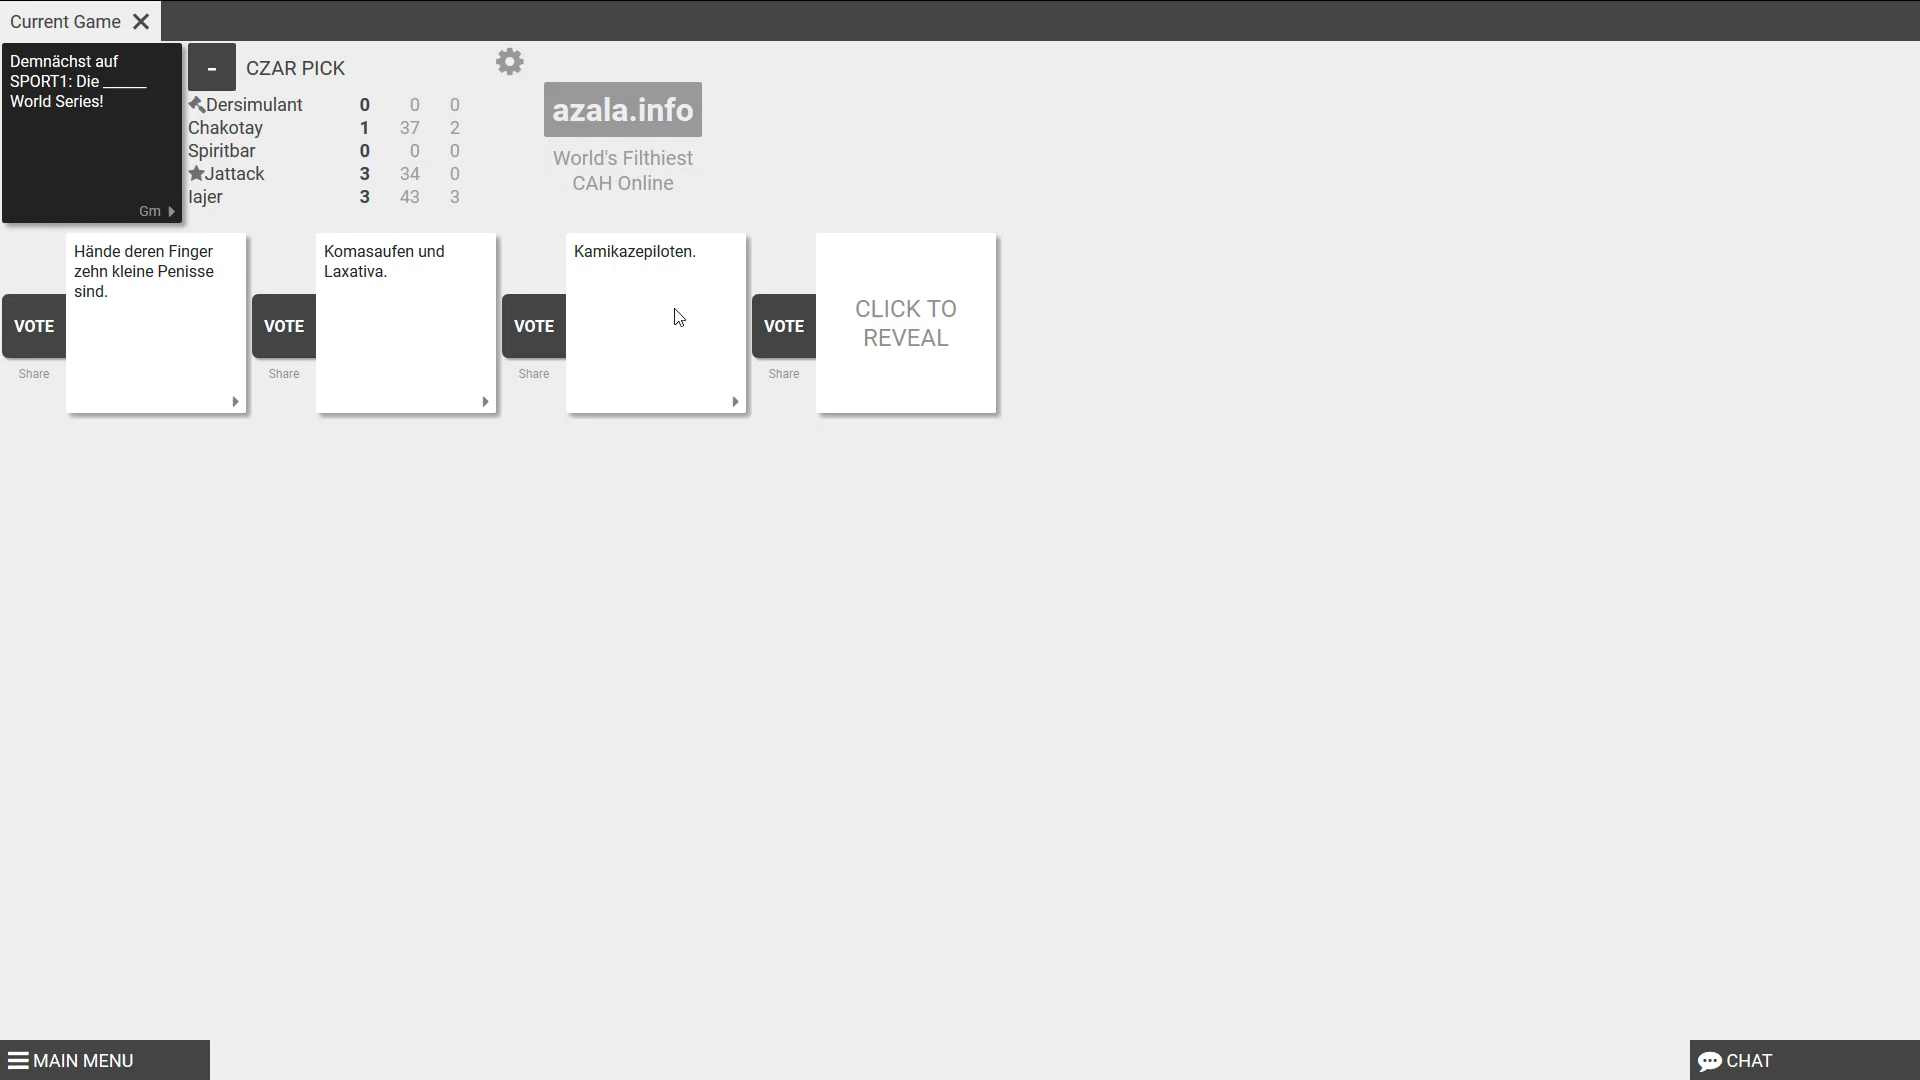 Current Game
Demnächst auf
SPORT1: Die ______
World Series!
Gm
-
CZAR PICK
Dersimulant 0 0 0
Chakotay 1 37 2
Spiritbar 0 0 0
Jattack 3 34 0
lajer 3 43 3
azala.info
World's Filthiest
CAH Online
VOTE
Share
Hände deren Finger
zehn kleine Penisse
sind.
VOTE
Share
Komasaufen und
Laxativa.
VOTE
Share
Kamikazepiloten.
VOTE
Share
CLICK TO
REVEAL
MAIN MENU
CHAT